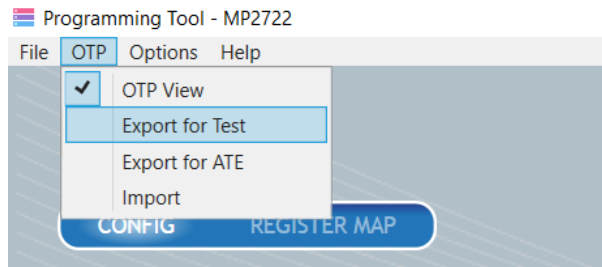 Programming Tool - MP2722
File OTP Options Help
OTP View
Export for Test
Export for ATE
Import
CONFIG REGISTER MAP